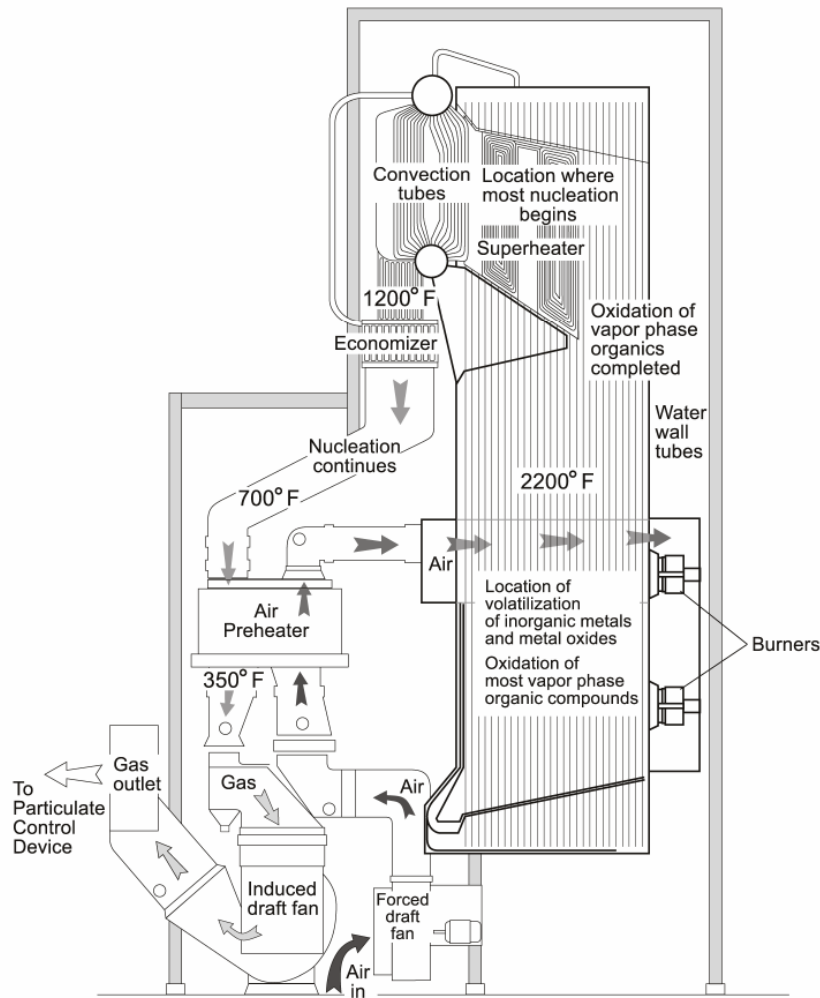 Convection
tubes
Location where
most nucleation
begins
Superheater
1200° F
Economizer
Oxidation of
vapor phase
organics
completed
Water
wall
tubes
Nucleation
continues
2200° F
700° F
Air
Air
Preheater
Location of
volatilization
of inorganic metals
and metal oxides
Oxidation of
most vapor phase
organic compounds
Burners
350° F
To
Particulate
Control
Device
Gas
outlet
Gas
Air
Induced
draft fan
Forced
draft
fan
Air
in